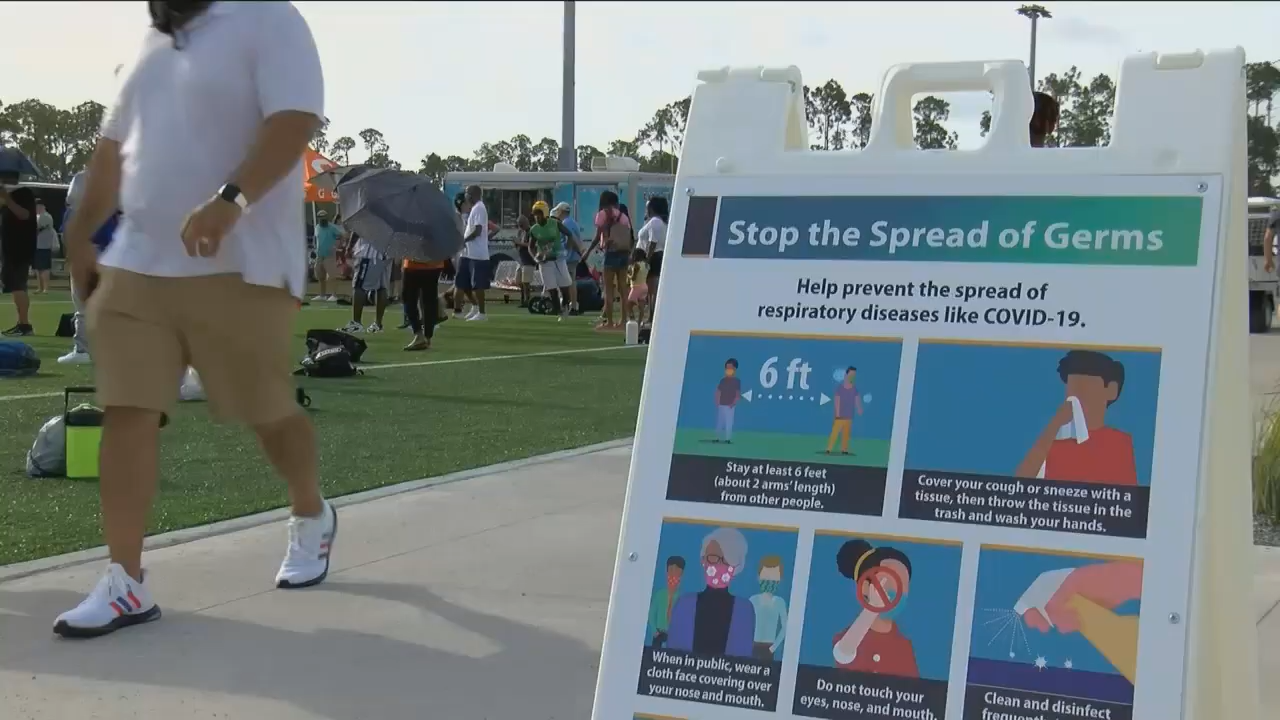 Stop the Spread of Germs
Help prevent the spread of
respiratory diseases like COVID-19.
6 ft
Stay at least 6 feet
(about 2 arms' length)
from other people.
Cover your cough or sneeze with a
tissue, then throw the tissue in the
trash and wash your hands.
When in public, wear a
cloth face covering over
your nose and mouth.
Do not touch your
eyes, nose, and mouth.
Clean and disinfect
frequently